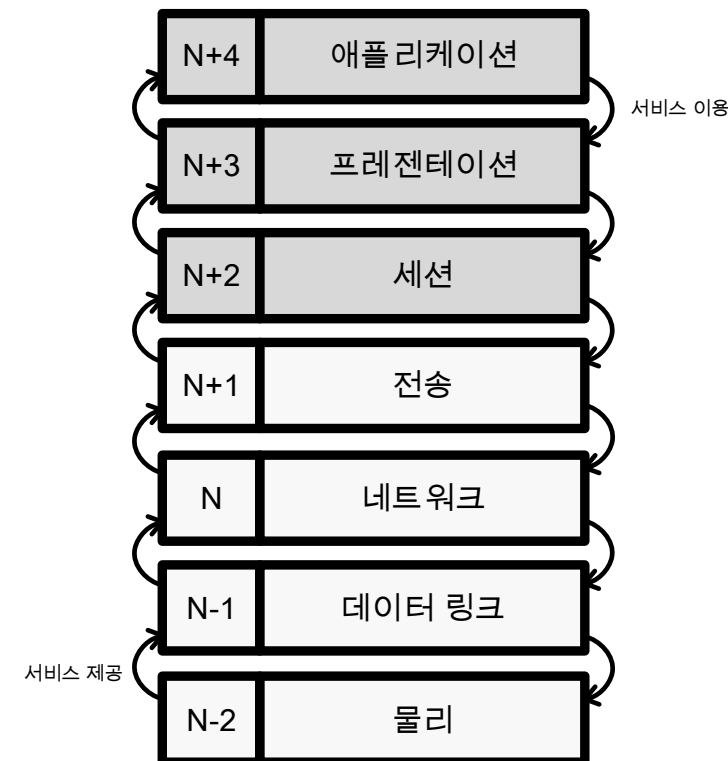 N+4 애플리케이션
서비스 이용
N+3 프레젠테이션
N+2 세션
N+1 전송
N 네트워크
N-1 데이터 링크
서비스 제공
N-2 물리